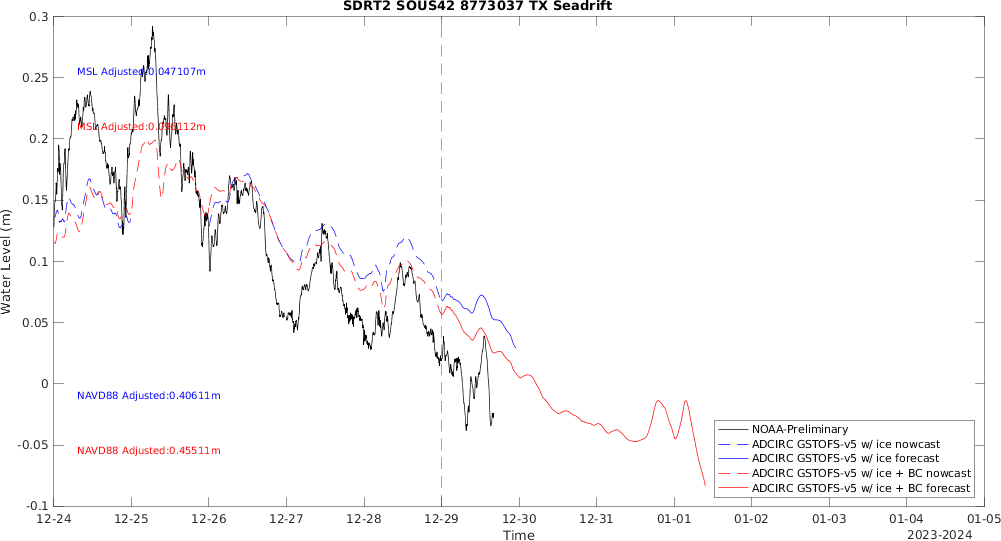 SDRT2 SOUS42 8773037 TX Seadrift
0.3
0.25
0.2
0.15
0.1
0.05
0
-0.05
-0.1
Water Level (m)
MSL Adjusted:0.047107m
MSL Adjusted:0.096112m
NAVD88 Adjusted:0.40611m
NAVD88 Adjusted:0.45511m
NOAA-Preliminary
ADCIRC GSTOFS-v5 w/ ice nowcast
ADCIRC GSTOFS-v5 w/ ice forecast
ADCIRC GSTOFS-v5 w/ ice + BC nowcast
ADCIRC GSTOFS-v5 w/ ice + BC forecast
12-24 12-25 12-26 12-27 12-28 12-29 12-30 12-31 01-01 01-02 01-03 01-04 01-05
Time
2023-2024